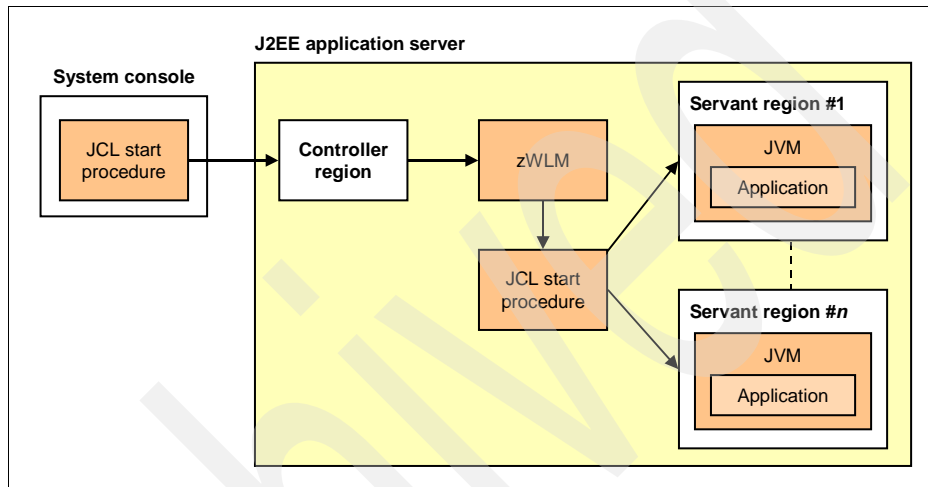 J2EE application server
System console
JCL start
procedure
Controller
region
zWLM
JCL start
procedure
Servant region #1
JVM
Application
Servant region #n
JVM
Application